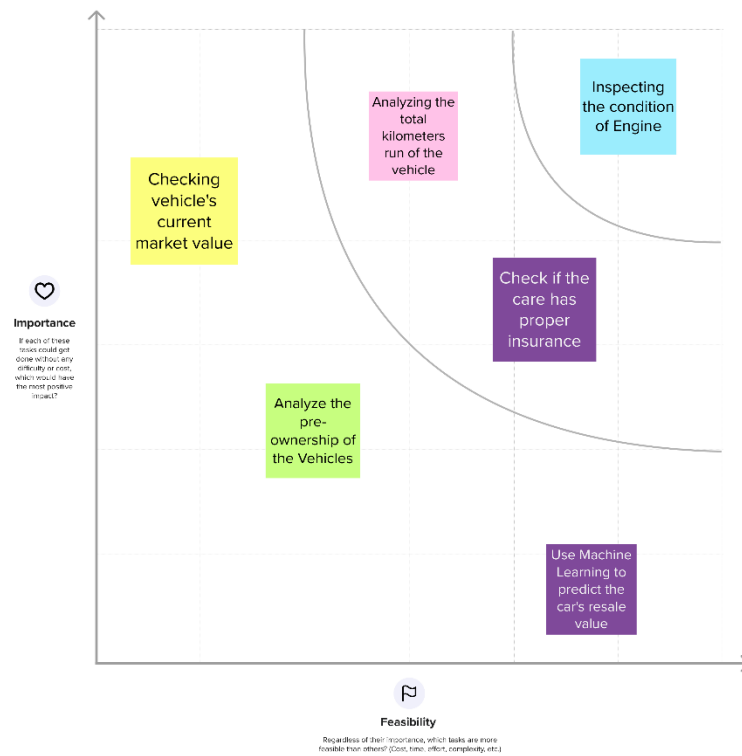 Inspecting
the condition
of Engine
Analyzing the
total
kilometers
run of the
vehicle
Checking
vehicle's
current
market value
Check if the
care has
proper
insurance
Importance
If each of these
tasks could get
done without any
difficulty or cost,
which would have
the most positive
impact?
Analyze the
pre-
ownership of
the Vehicles
Use Machine
Learning to
predict the
car's resale
value
Feasibility
Regardless of their importance, which tasks are more
feasible than others? (Cost, time, effort, complexity, etc.)